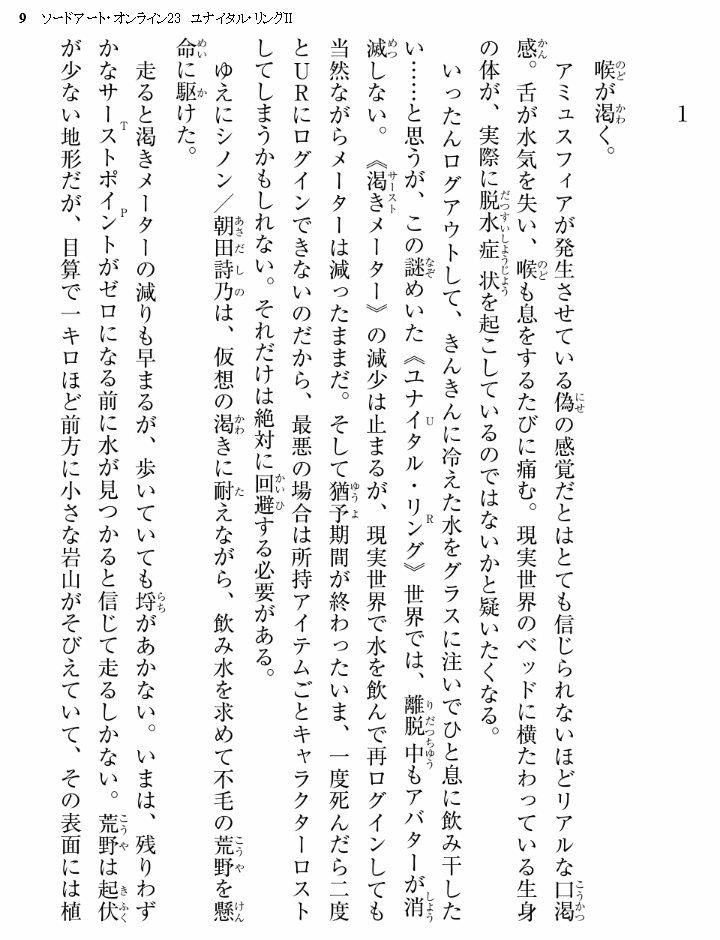 9 ソードアート・オンライン23 ユナイタル・リングII
1
喉が渇く。
アミュスフィアが発生させている偽の感覚だとはとても信じられないほどリアルな口渇
感。舌が水気を失い、喉も息をするたびに痛む。現実世界のベッドに横たわっている生身
の体が、実際に脱水症状を起こしているのではないかと疑いたくなる。
いったんログアウトして、きんきんに冷えた水をグラスに注いでひと息に飲み干した
い……と思うが、この謎めいた《ユナイタル・リング》世界では、離脱中もアバターが消
滅しない。《渇きメーター》の減少は止まるが、現実世界で水を飲んで再ログインしても
当然ながらメーターは減ったままだ。そして猶予期間が終わったいま、一度死んだら二度
とURにログインできないのだから、最悪の場合は所持アイテムごとキャラクターロスト
してしまうかもしれない。それだけは絶対に回避する必要がある。
ゆえにシノン／朝田詩乃は、仮想の渇きに耐えながら、飲み水を求めて不毛の荒野を懸
命に駆けた。
走ると渇きメーターの減りも早まるが、歩いていても埒があかない。いまは、残りわず
かなサーストポイントがゼロになる前に水が見つかると信じて走るしかない。荒野は起伏
が少ない地形だが、目算で一キロほど前方に小さな岩山がそびえていて、その表面には植